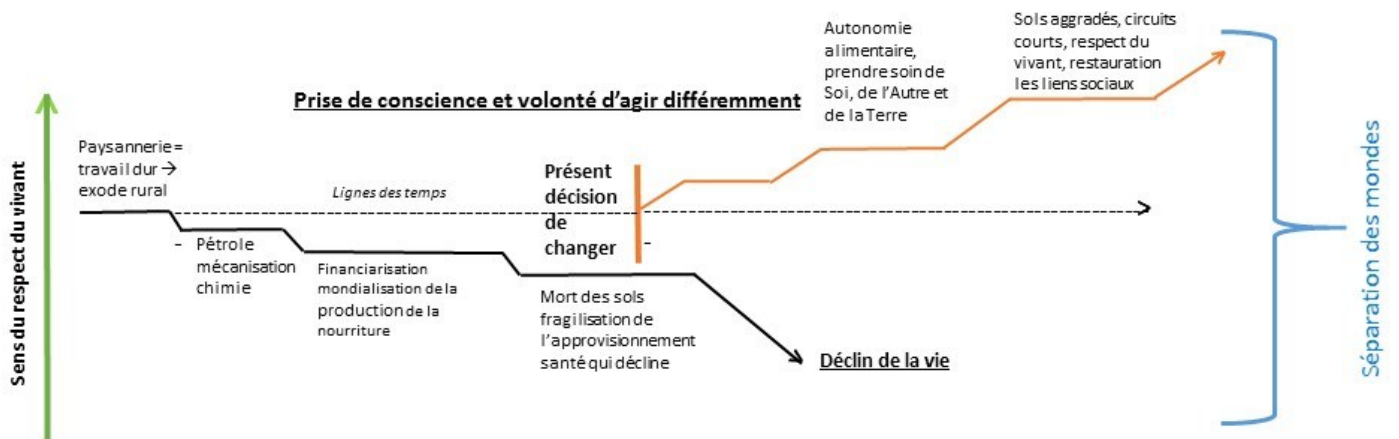 Sens du respect du vivant
Paysannerie =
travail dur →
exode rural
Prise de conscience et volonté d’agir différemment
Lignes des temps
- Pétrole
mécanisation
chimie
Financiarisation
mondialisation de la
production de la
nourriture
Présent
décision
de
changer
-
Mort des sols
fragilisation de
l’approvisionnement
santé qui décline
Déclin de la vie
Autonomie
alimentaire,
prendre soin de
Soi, de l’Autre et
de la Terre
Sols aggradés, circuits
courts, respect du
vivant, restauration
les liens sociaux
Séparation des mondes